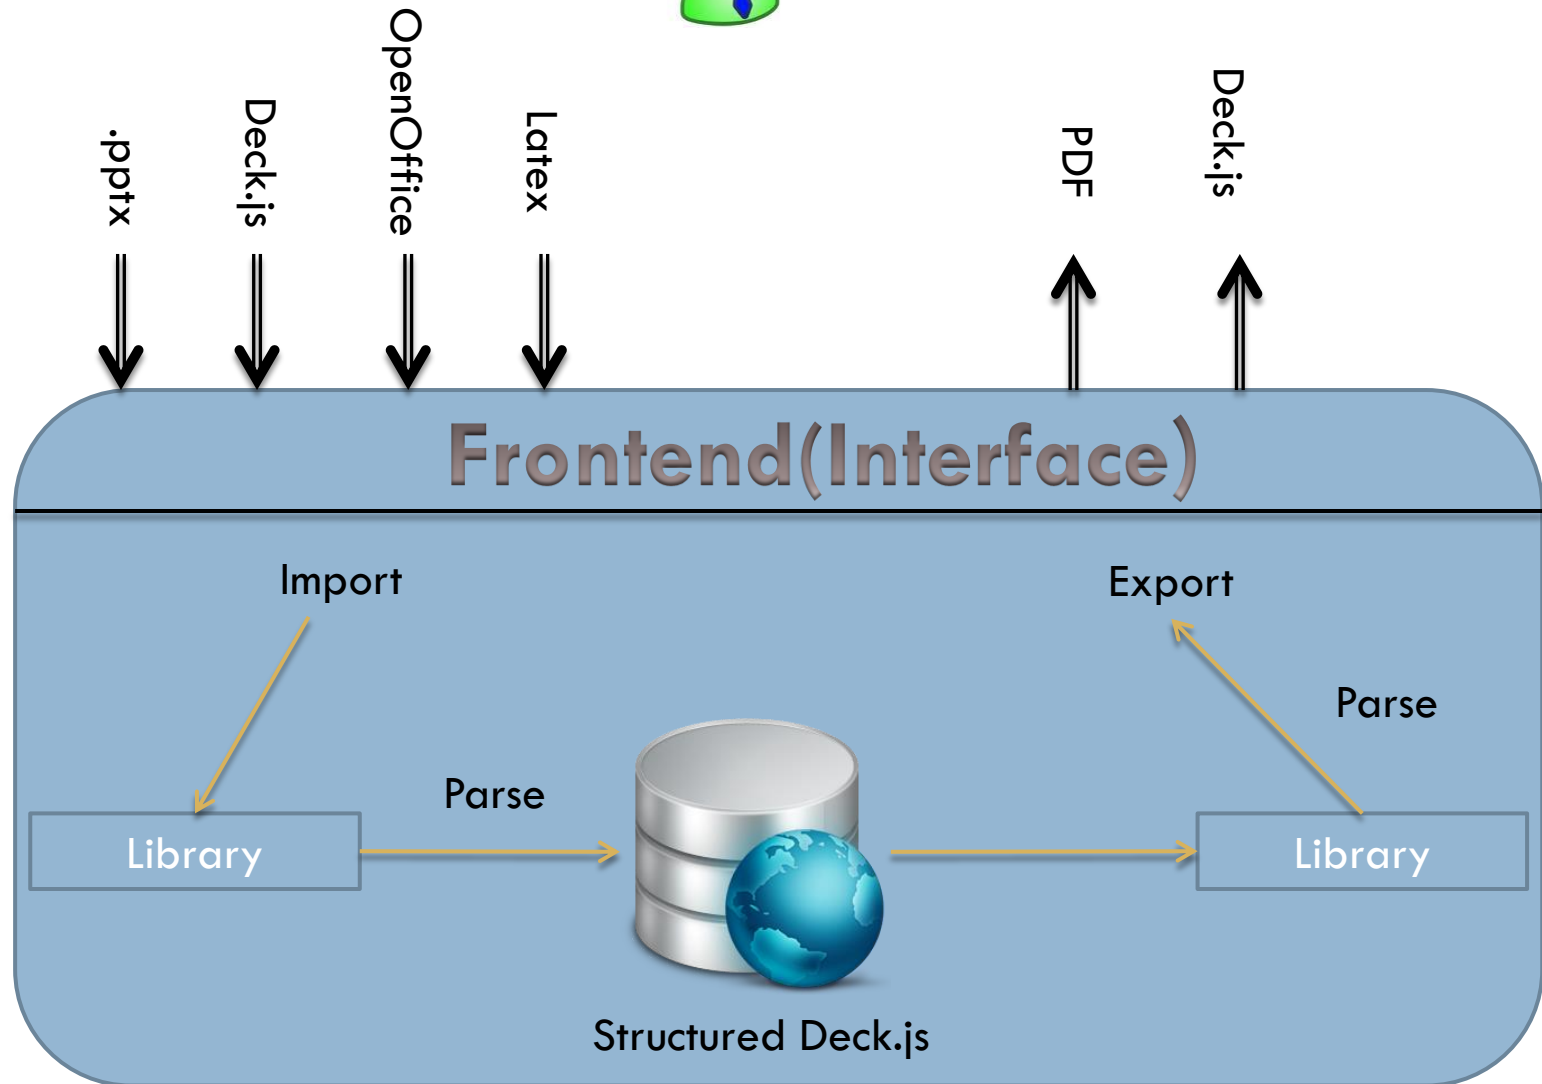 .pptx
Deck.js
OpenOffice
Latex
PDF
Deck.js
Frontend(Interface)
Import
Export
Parse
Parse
Library
Library
Structured Deck.js